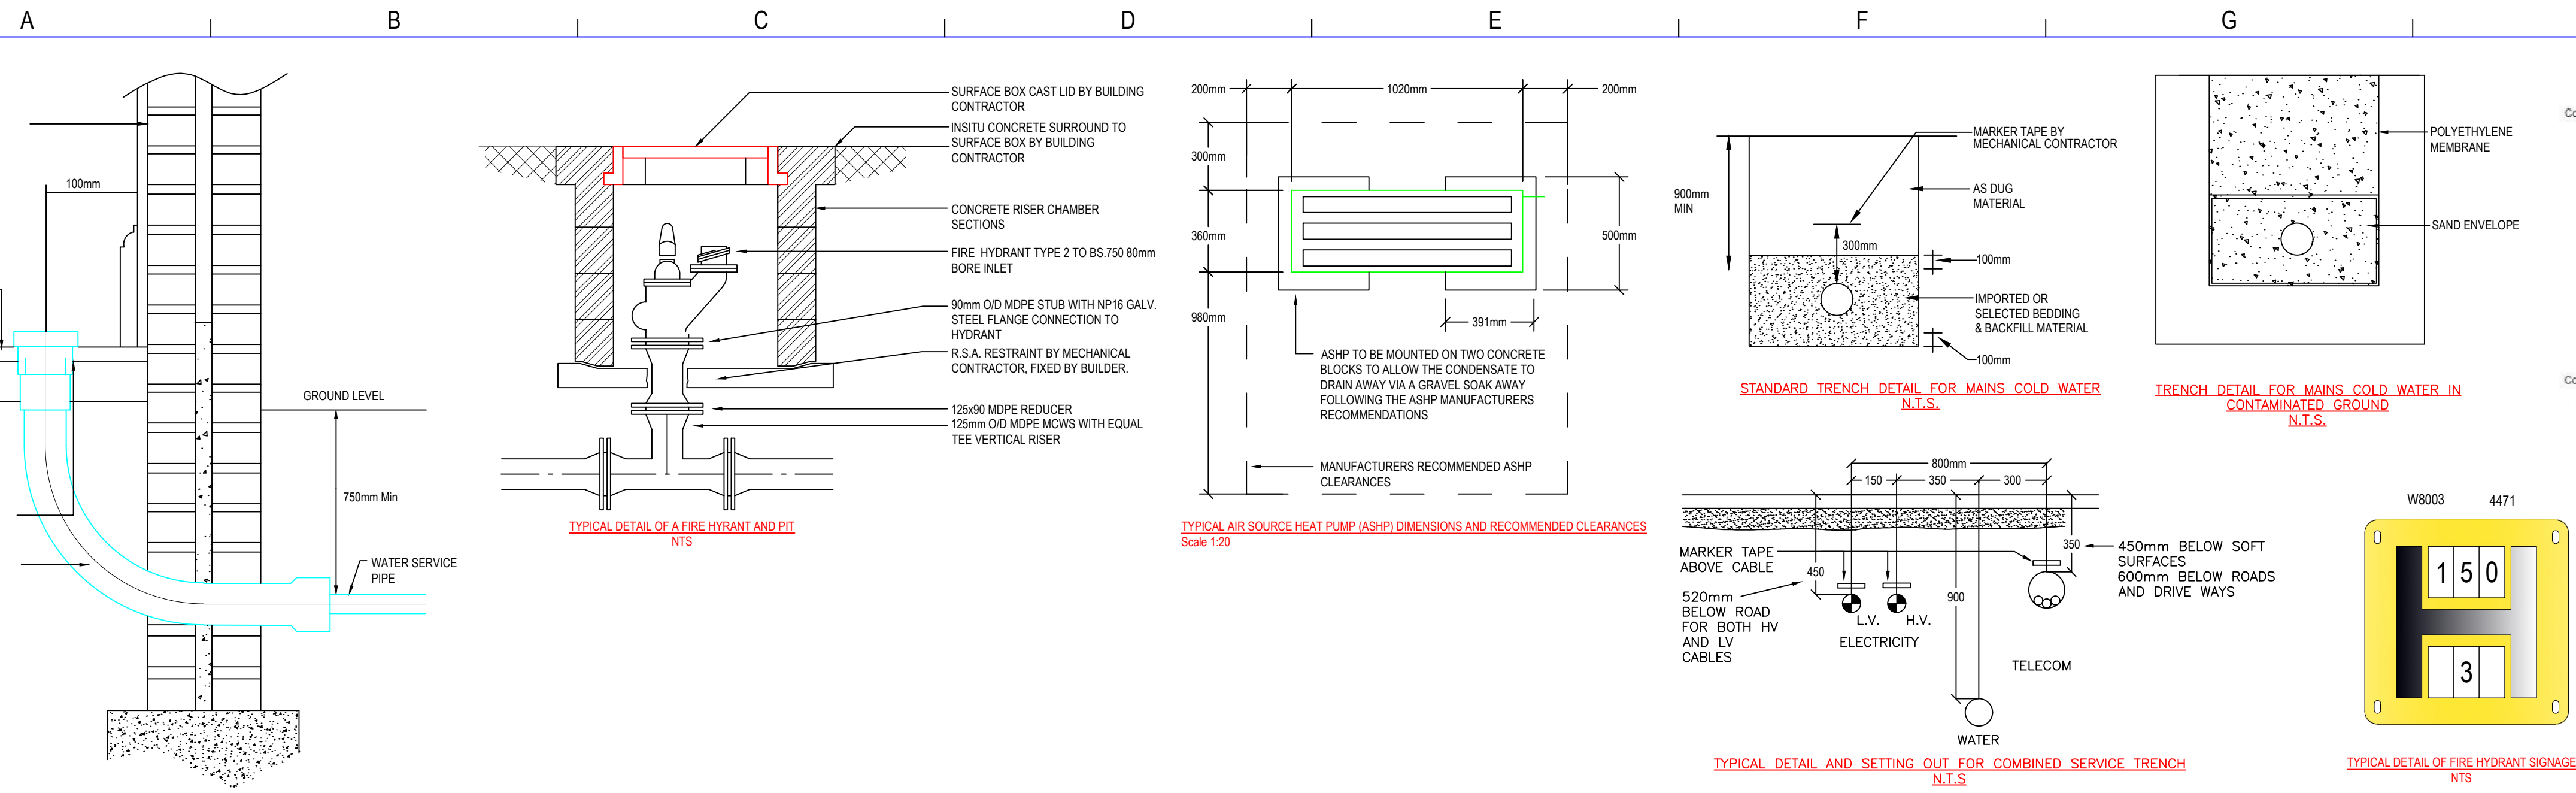 A
B
C
D
E
F
G
100mm
GROUND LEVEL
750mm Min
WATER SERVICE
PIPE
SURFACE BOX CAST LID BY BUILDING
CONTRACTOR
INSITU CONCRETE SURROUND TO
SURFACE BOX BY BUILDING
CONTRACTOR
CONCRETE RISER CHAMBER
SECTIONS
FIRE HYDRANT TYPE 2 TO BS.750 80mm
BORE INLET
90mm O/D MDPE STUB WITH NP16 GALV.
STEEL FLANGE CONNECTION TO
HYDRANT
R.S.A. RESTRAINT BY MECHANICAL
CONTRACTOR, FIXED BY BUILDER.
125x90 MDPE REDUCER
125mm O/D MDPE MCWS WITH EQUAL
TEE VERTICAL RISER
TYPICAL DETAIL OF A FIRE HYRANT AND PIT
NTS
200mm
1020mm
200mm
300mm
360mm
500mm
980mm
391mm
ASHP TO BE MOUNTED ON TWO CONCRETE
BLOCKS TO ALLOW THE CONDENSATE TO
DRAIN AWAY VIA A GRAVEL SOAK AWAY
FOLLOWING THE ASHP MANUFACTURERS
RECOMMENDATIONS
MANUFACTURERS RECOMMENDED ASHP
CLEARANCES
TYPICAL AIR SOURCE HEAT PUMP (ASHP) DIMENSIONS AND RECOMMENDED CLEARANCES
Scale 1:20
MARKER TAPE BY
MECHANICAL CONTRACTOR
900mm
MIN
AS DUG
MATERIAL
300mm
100mm
IMPORTED OR
SELECTED BEDDING
& BACKFILL MATERIAL
100mm
STANDARD TRENCH DETAIL FOR MAINS COLD WATER
N.T.S.
POLYETHYLENE
MEMBRANE
SAND ENVELOPE
TRENCH DETAIL FOR MAINS COLD WATER IN
CONTAMINATED GROUND
N.T.S.
800mm
150
350
300
MARKER TAPE
ABOVE CABLE
450
350
450mm BELOW SOFT
SURFACES
600mm BELOW ROADS
AND DRIVE WAYS
520mm
BELOW ROAD
FOR BOTH HV
AND LV
CABLES
900
L.V.
H.V.
ELECTRICITY
TELECOM
WATER
TYPICAL DETAIL AND SETTING OUT FOR COMBINED SERVICE TRENCH
N.T.S
W8003
4471
150
3
TYPICAL DETAIL OF FIRE HYDRANT SIGNAGE
NTS